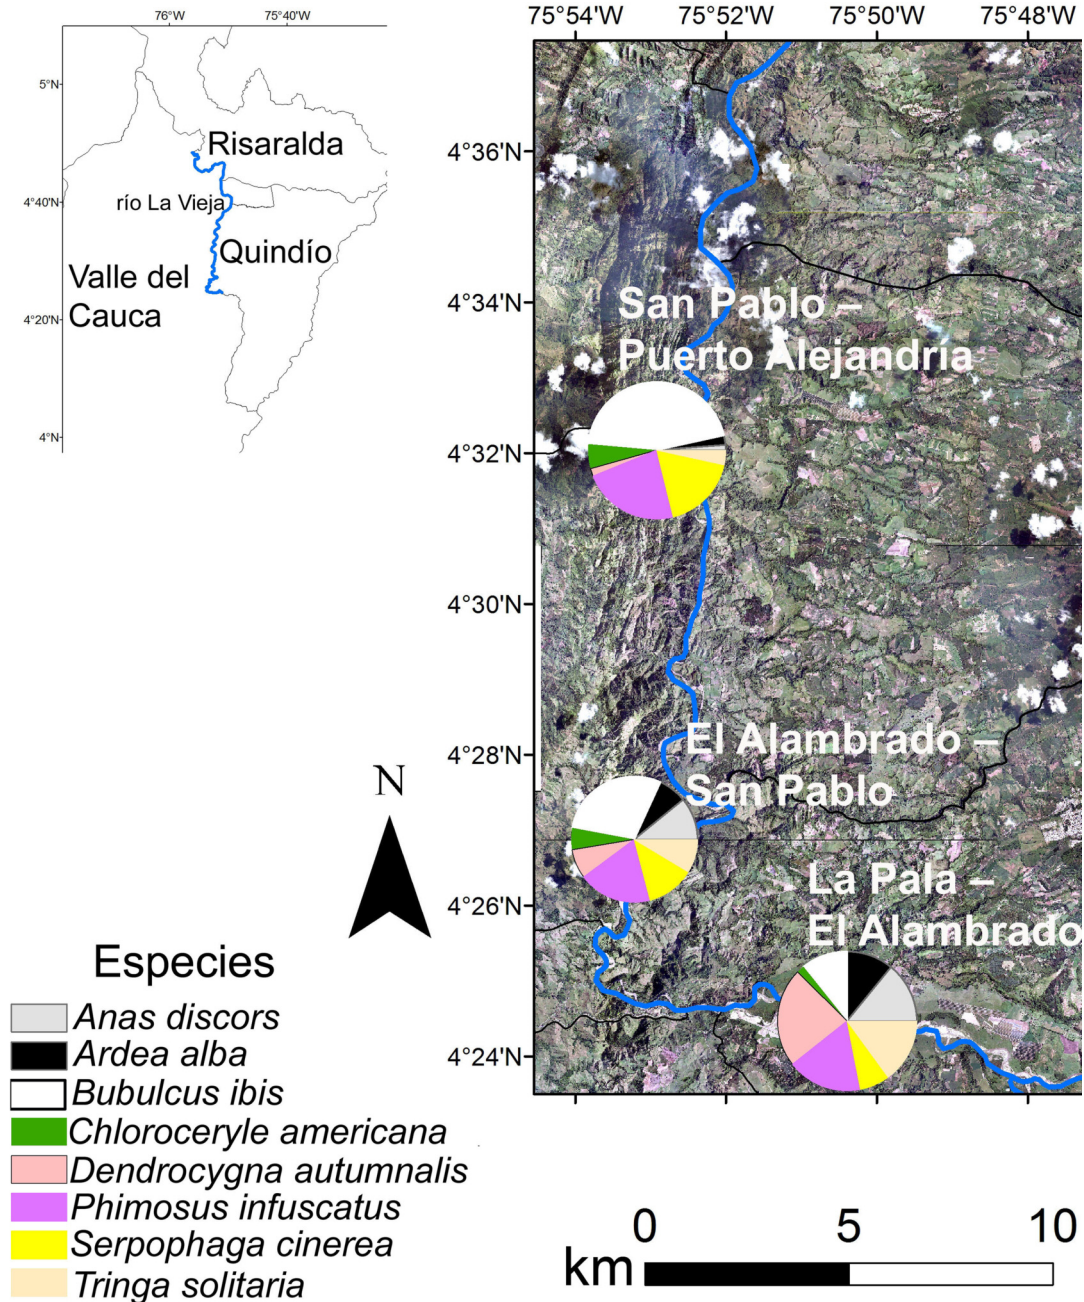 76°W 75°40'W
5°N
4°40'N
4°20'N
4°N
Risaralda
río La Vieja
Quindío
Valle del
Cauca
75°54'W 75°52'W 75°50'W 75°48'W
4°36'N
4°34'N
4°32'N
4°30'N
4°28'N
4°26'N
4°24'N
San Pablo –
Puerto Alejandría
El Alambrado –
San Pablo
La Pala –
El Alambrado
N
Especies
Anas discors
Ardea alba
Bubulcus ibis
Chloroceryle americana
Dendrocygna autumnalis
Phimosus infuscatus
Serpophaga cinerea
Tringa solitaria
0 5 10
km